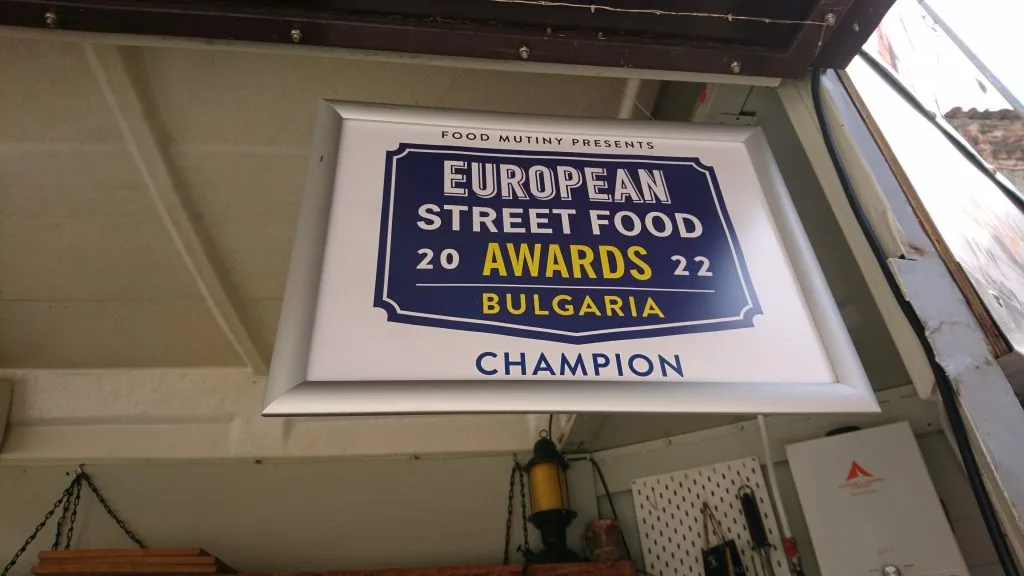 FOOD MUTINY PRESENTS
EUROPEAN
STREET FOOD
20 AWARDS 22
BULGARIA
CHAMPION